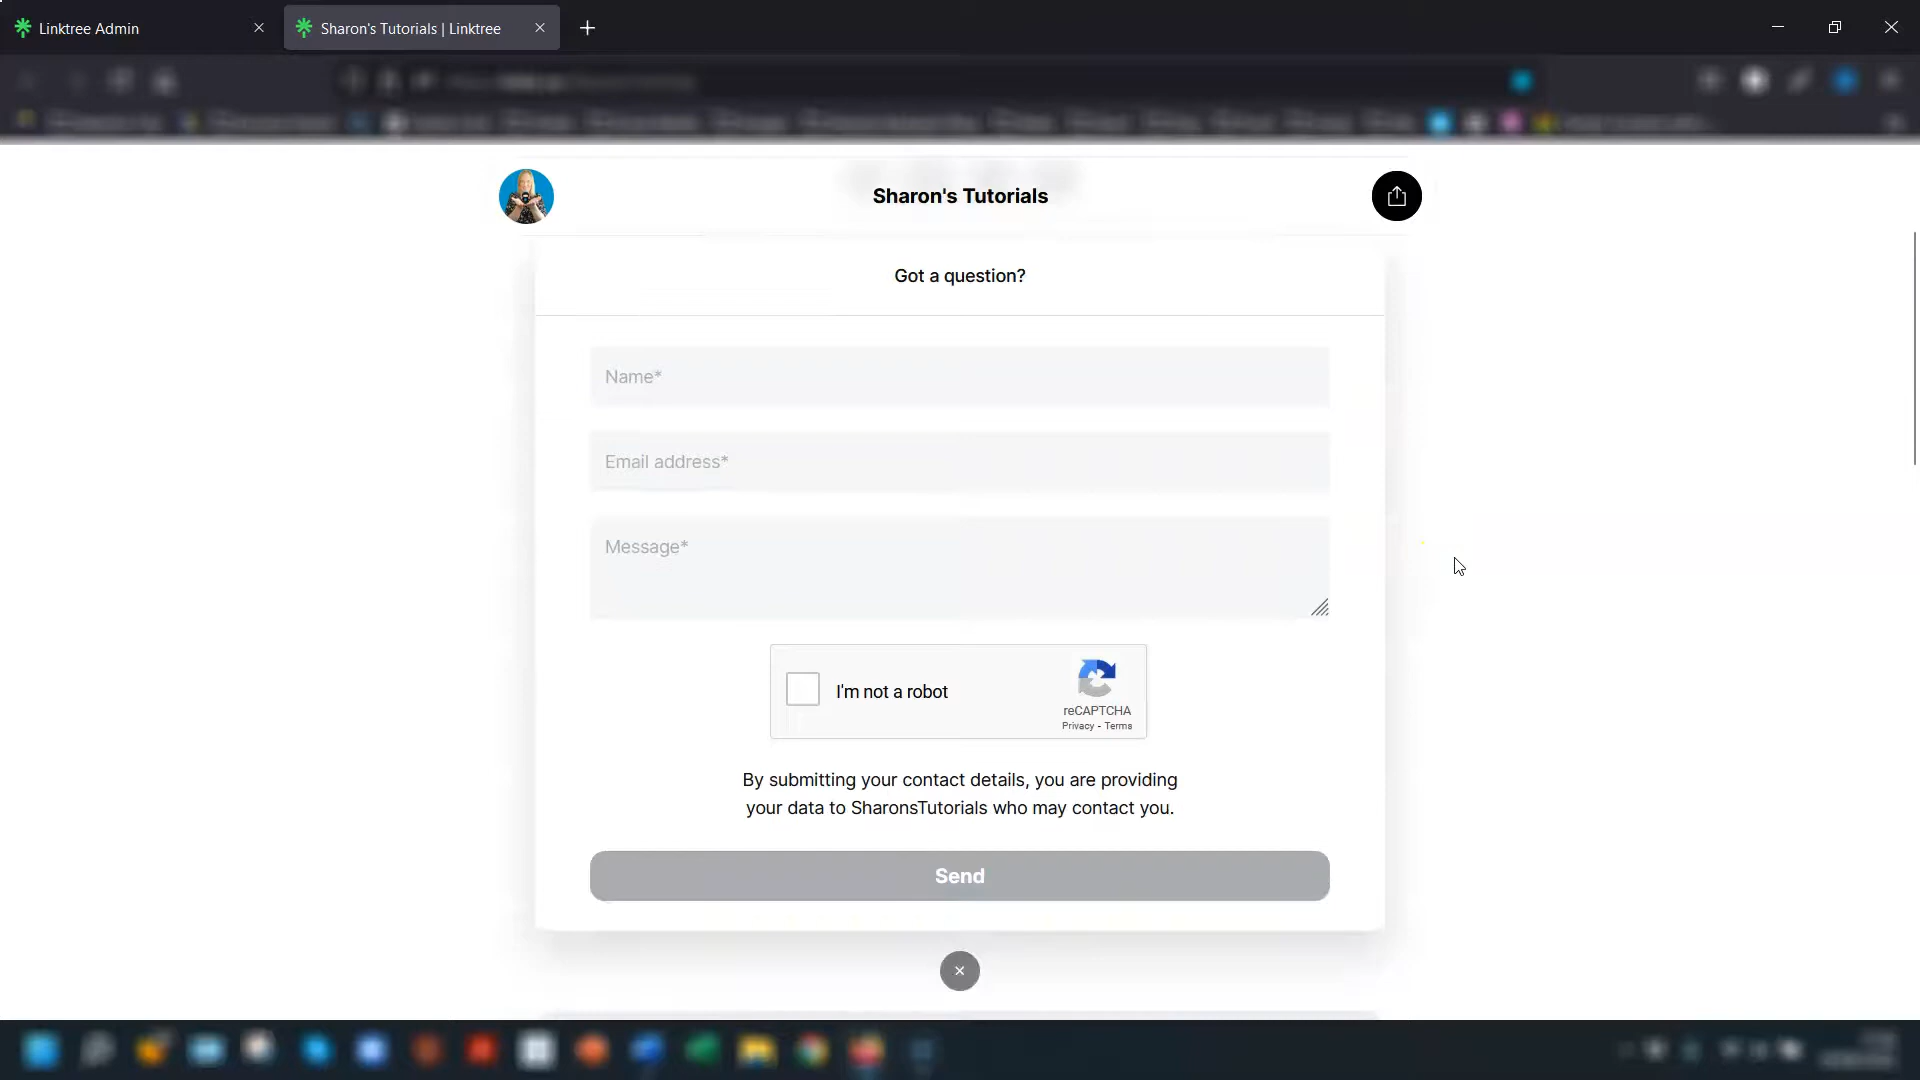 Linktree Admin
Sharon's Tutorials | Linktree
Sharon's Tutorials
Got a question?
Name*
Email address*
Message*
I'm not a robot
reCAPTCHA
Privacy - Terms
By submitting your contact details, you are providing
your data to SharonsTutorials who may contact you.
Send